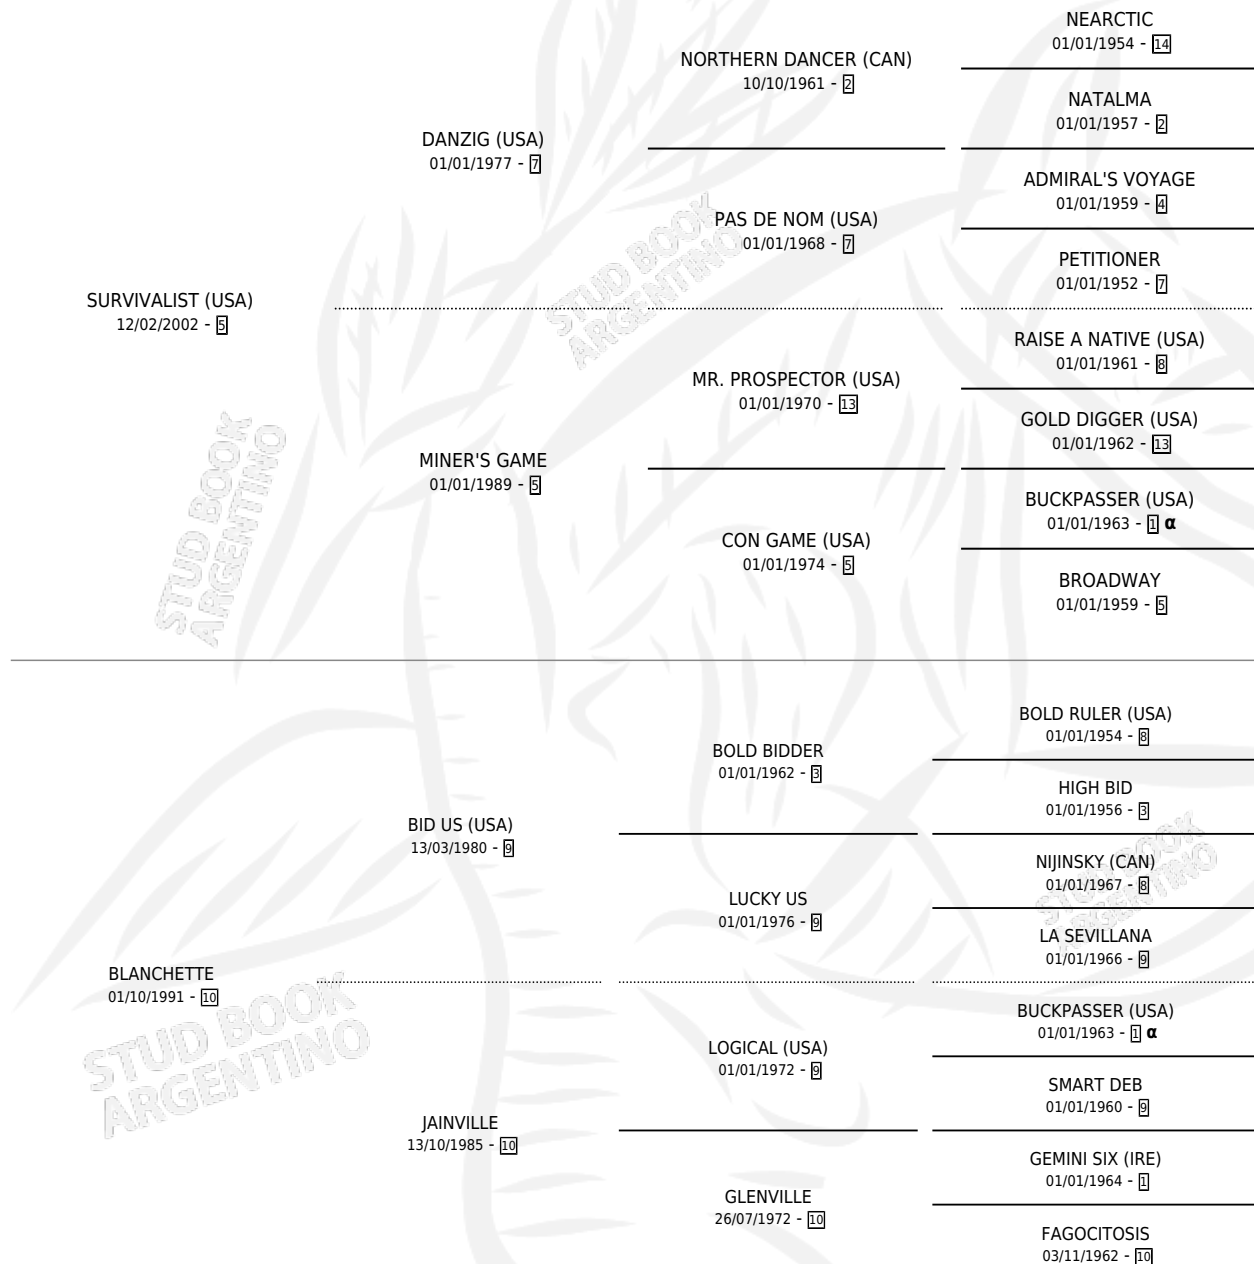 NEARCTIC
01/01/1954 - 14
NORTHERN DANCER (CAN)
10/10/1961 - 2
NATALMA
01/01/1957 - 2
DANZIG (USA)
01/01/1977 - 7
ADMIRAL'S VOYAGE
01/01/1959 - 4
PAS DE NOM (USA)
01/01/1968 - 7
PETITIONER
01/01/1952 - 7
SURVIVALIST (USA)
12/02/2002 - 5
STUD BOOK
ARGENTINO
RAISE A NATIVE (USA)
01/01/1961 - 8
MR. PROSPECTOR (USA)
01/01/1970 - 13
GOLD DIGGER (USA)
01/01/1962 - 13
MINER'S GAME
01/01/1989 - 5
BUCKPASSER (USA)
01/01/1963 - 1 α
CON GAME (USA)
01/01/1974 - 5
BROADWAY
01/01/1959 - 5
STUD BOOK
ARGENTINO
BOLD RULER (USA)
01/01/1954 - 8
BOLD BIDDER
01/01/1962 - 3
HIGH BID
01/01/1956 - 3
BID US (USA)
13/03/1980 - 9
NIJINSKY (CAN)
01/01/1967 - 8
STUD BOOK
ARGENTINO
LUCKY US
01/01/1976 - 9
LA SEVILLANA
01/01/1966 - 9
BLANCHETTE
01/10/1991 - 10
STUD BOOK
ARGENTINO
BUCKPASSER (USA)
01/01/1963 - 1 α
LOGICAL (USA)
01/01/1972 - 9
SMART DEB
01/01/1960 - 9
JAINVILLE
13/10/1985 - 10
GEMINI SIX (IRE)
01/01/1964 - 1
GLENVILLE
26/07/1972 - 10
FAGOCITOSIS
03/11/1962 - 10